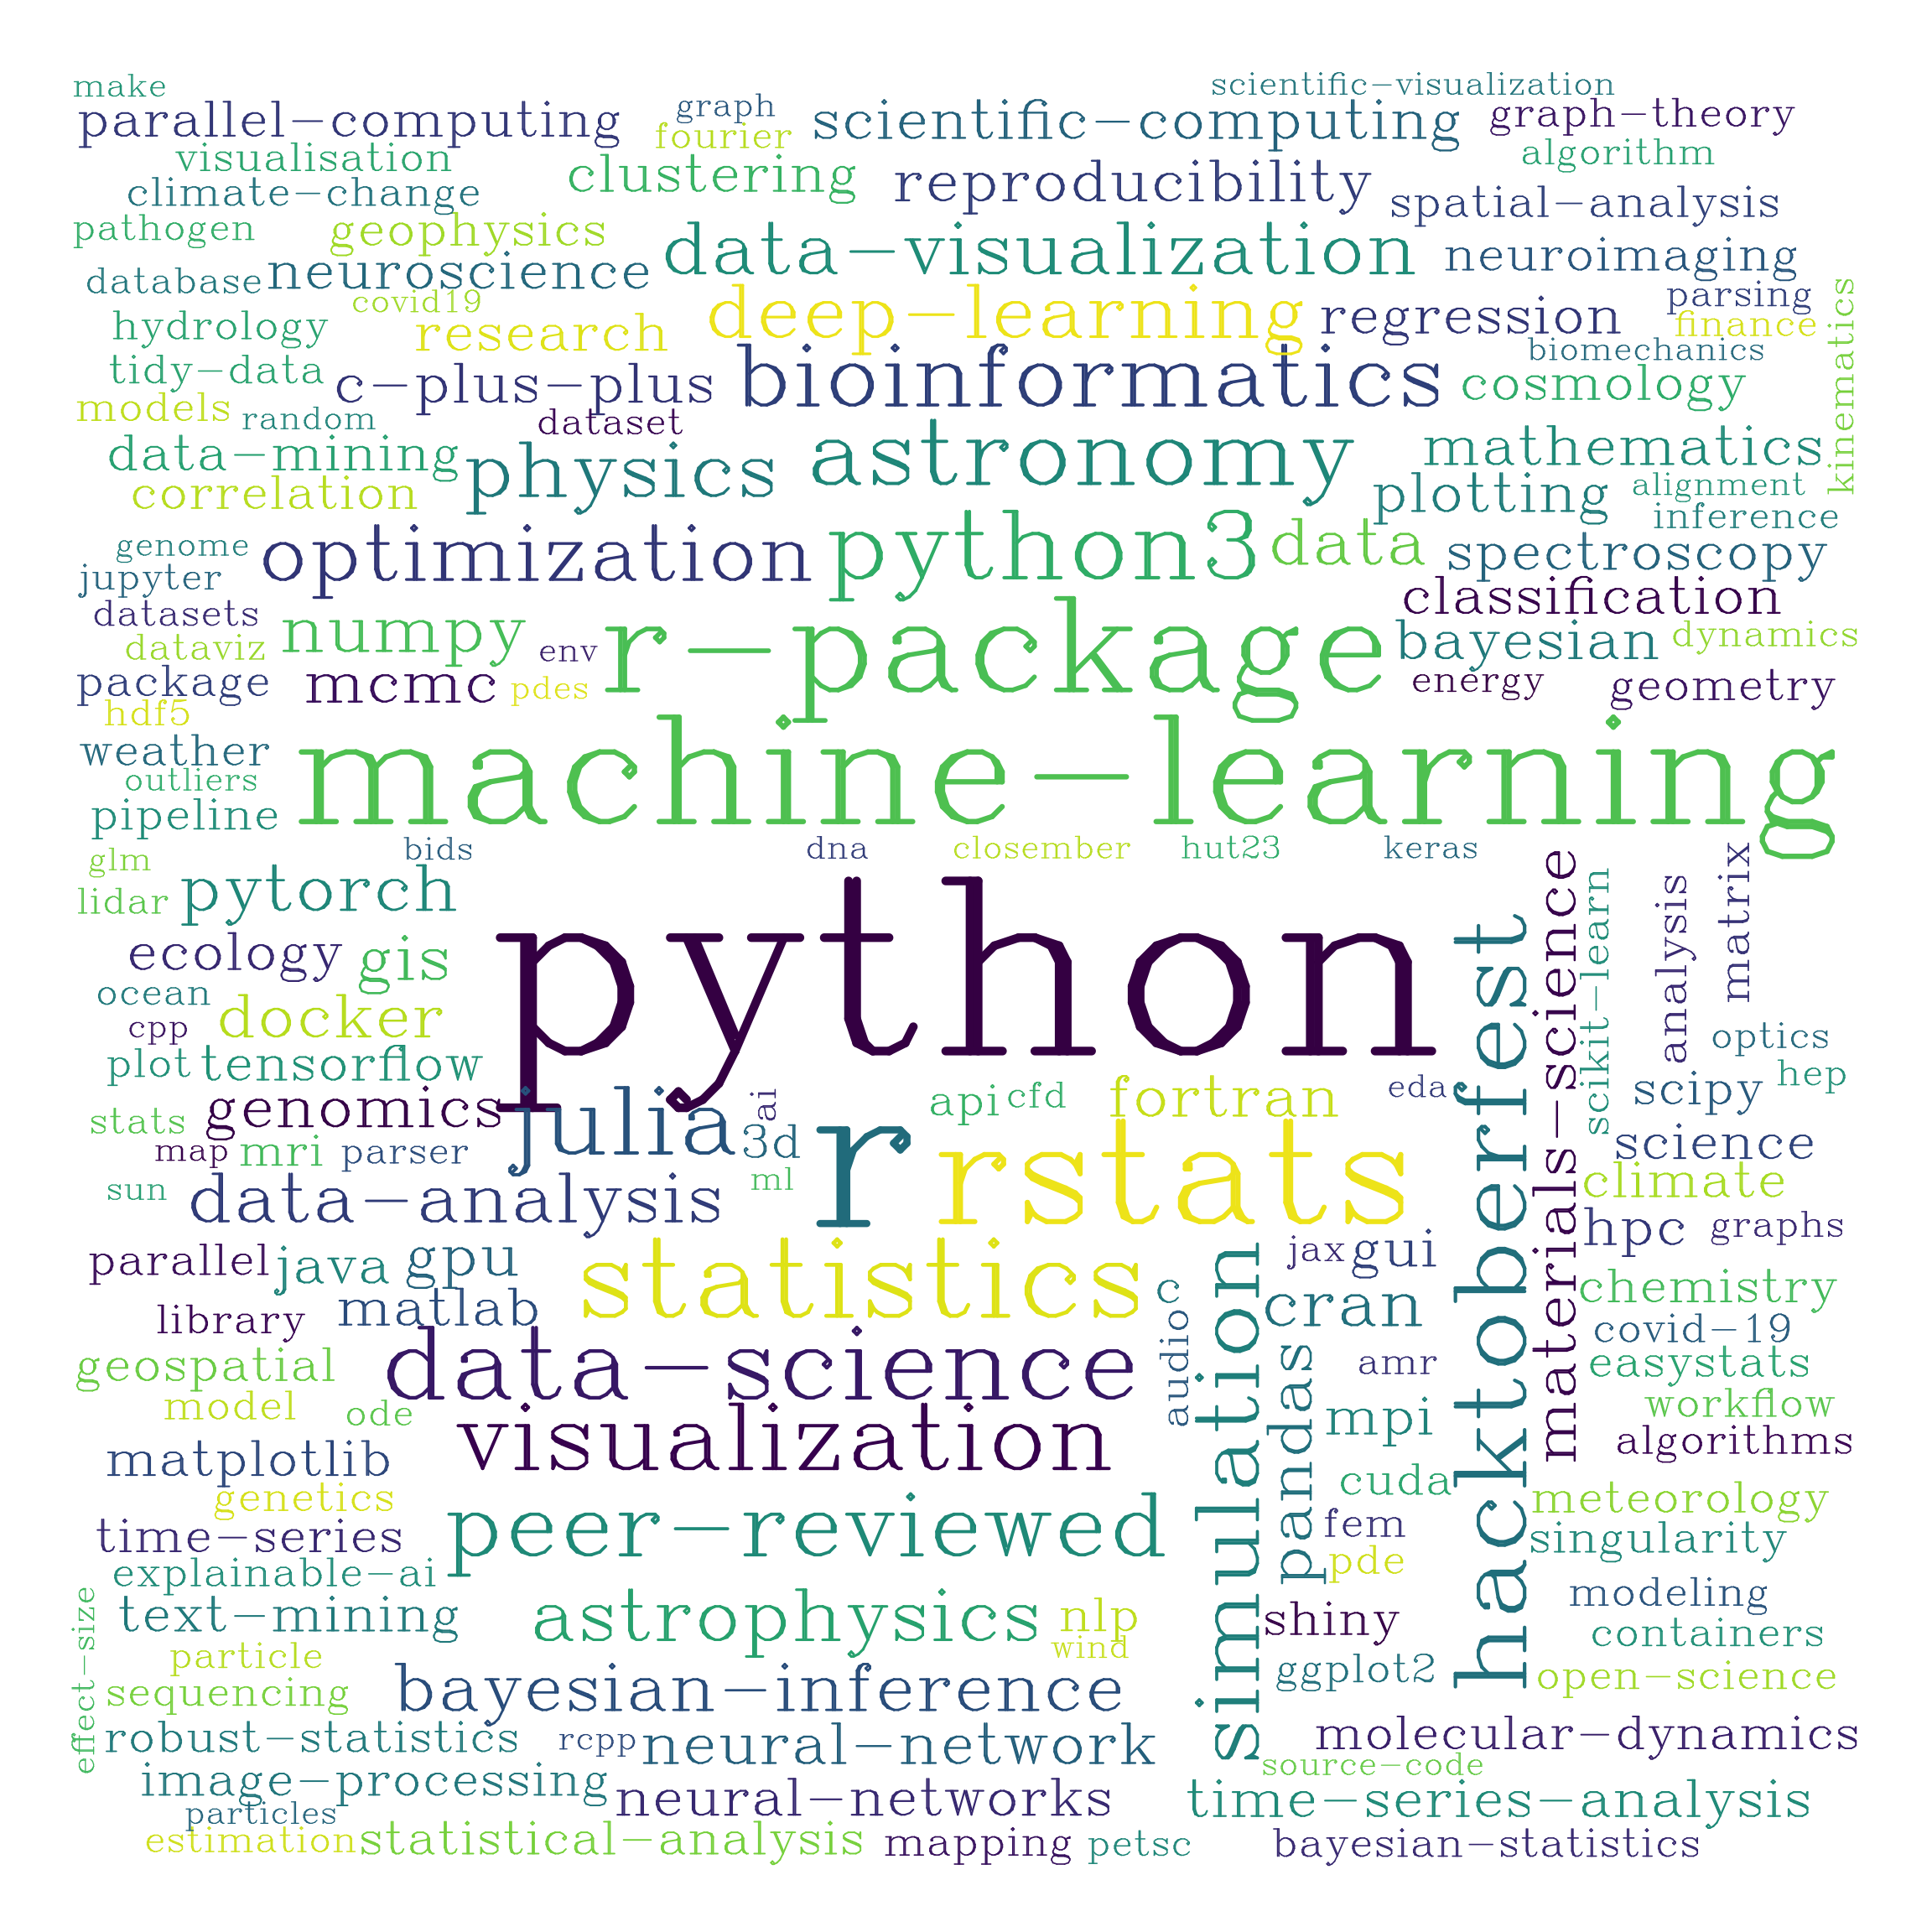 make
scientific-visualization
parallel-computing
graph
fourier
scientific-computing
graph-theory
visualisation
clustering
algorithm
climate-change
reproducibility
spatial-analysis
pathogen
geophysics
data-visualization
neuroimaging
database
neuroscience
covid19
deep-learning
regression
parsing
finance
kinematics
hydrology
research
bioinformatics
biomechanics
tidy-data
c-plus-plus
cosmology
models
random
dataset
astronomy
mathematics
data-mining
physics
plotting
alignment
correlation
inference
genome
optimization
python3
data
spectroscopy
jupyter
classification
datasets
numpy
env
r-package
bayesian
dynamics
dataviz
package
mcmc
pdes
energy
geometry
hdf5
weather
machine-learning
outliers
pipeline
bids
dna
closember
hut23
keras
glm
pytorch
lidar
python
hacktoberfest
materials-science
scikit-learn
analysis
matrix
ecology
gis
ocean
docker
cpp
optics
plot
tensorflow
scipy
hep
genomics
julia
ai
api
cfd
fortran
eda
stats
3d
r
rstats
science
map
mri
parser
ml
climate
sun
data-analysis
hpc
graphs
parallel
java
gpu
statistics
simulation
jax
gui
library
matlab
c
cran
chemistry
covid-19
geospatial
data-science
audio
pandas
amr
easystats
model
ode
visualization
mpi
workflow
algorithms
matplotlib
cuda
genetics
meteorology
time-series
peer-reviewed
fem
singularity
explainable-ai
pde
effect-size
text-mining
astrophysics
nlp
shiny
modeling
wind
containers
particle
ggplot2
open-science
sequencing
bayesian-inference
robust-statistics
rcpp
neural-network
molecular-dynamics
source-code
image-processing
neural-networks
time-series-analysis
particles
estimation
statistical-analysis
mapping
petsc
bayesian-statistics